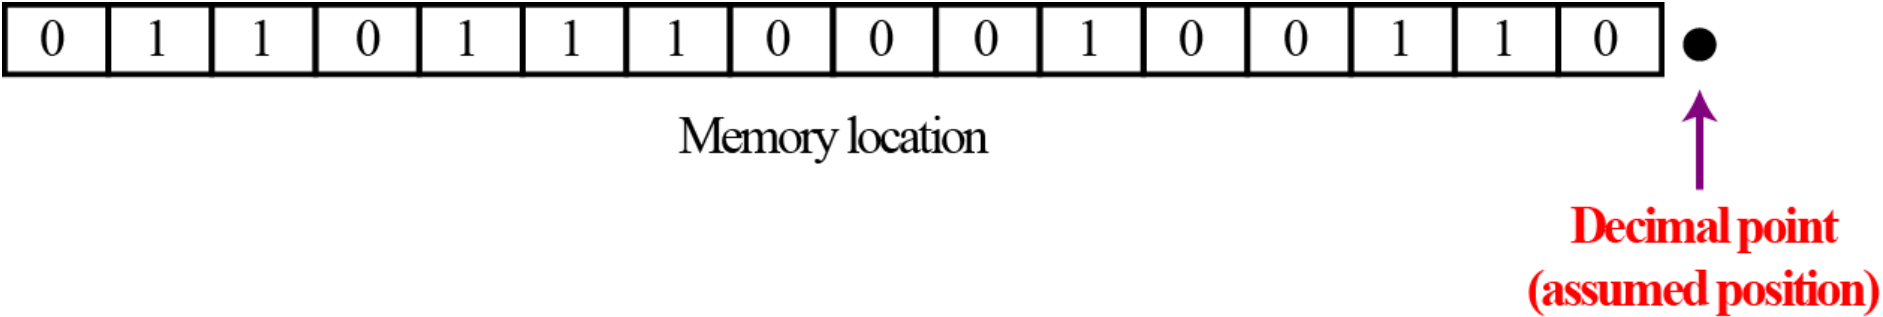 0 1 1 0 1 1 1 0 0 0 1 0 0 1 1 0
Memory location
Decimal point
(assumed position)